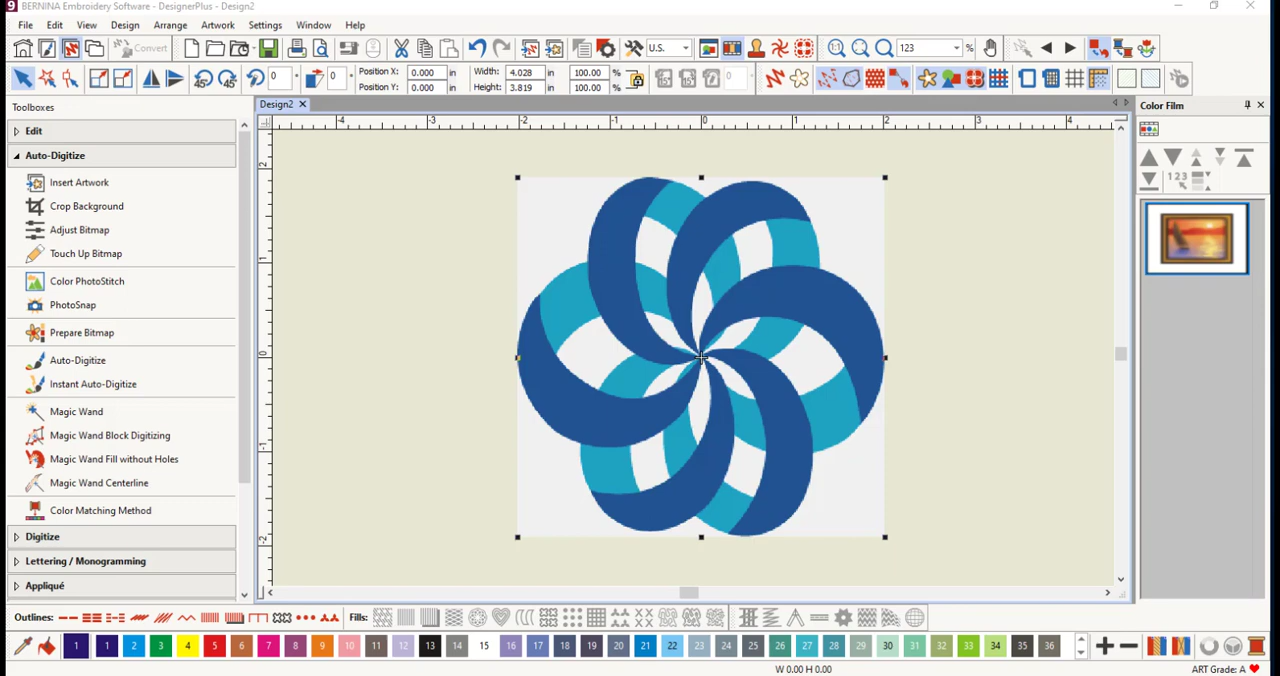 9 BERNINA Embroidery Software - DesignerPlus - Design2
File Edit View Design Arrange Artwork Settings Window Help
Convert U.S. 123 %
0 0 Position X: 0.000 in Width: 4.028 in 100.00 % 0
Position Y: 0.000 in Height: 3.819 in 100.00 %
Toolboxes
Design2
Color Film
Edit
Auto-Digitize
Insert Artwork
Crop Background
Adjust Bitmap
Touch Up Bitmap
Color PhotoStitch
PhotoSnap
Prepare Bitmap
Auto-Digitize
Instant Auto-Digitize
Magic Wand
Magic Wand Block Digitizing
Magic Wand Fill without Holes
Magic Wand Centerline
Color Matching Method
Digitize
Lettering / Monogramming
Appliqué
-4 -3 -2 -1 0 1 2 3 4
2
1
0
-1
-2
1 2 3
Outlines: Fills:
1 1 2 3 4 5 6 7 8 9 10 11 12 13 14 15 16 17 18 19 20 21 22 23 25 26 27 28 29 30 31 32 33 34 35 36
W 0.00 H 0.00
ART Grade: A